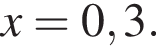 x = 0,3.